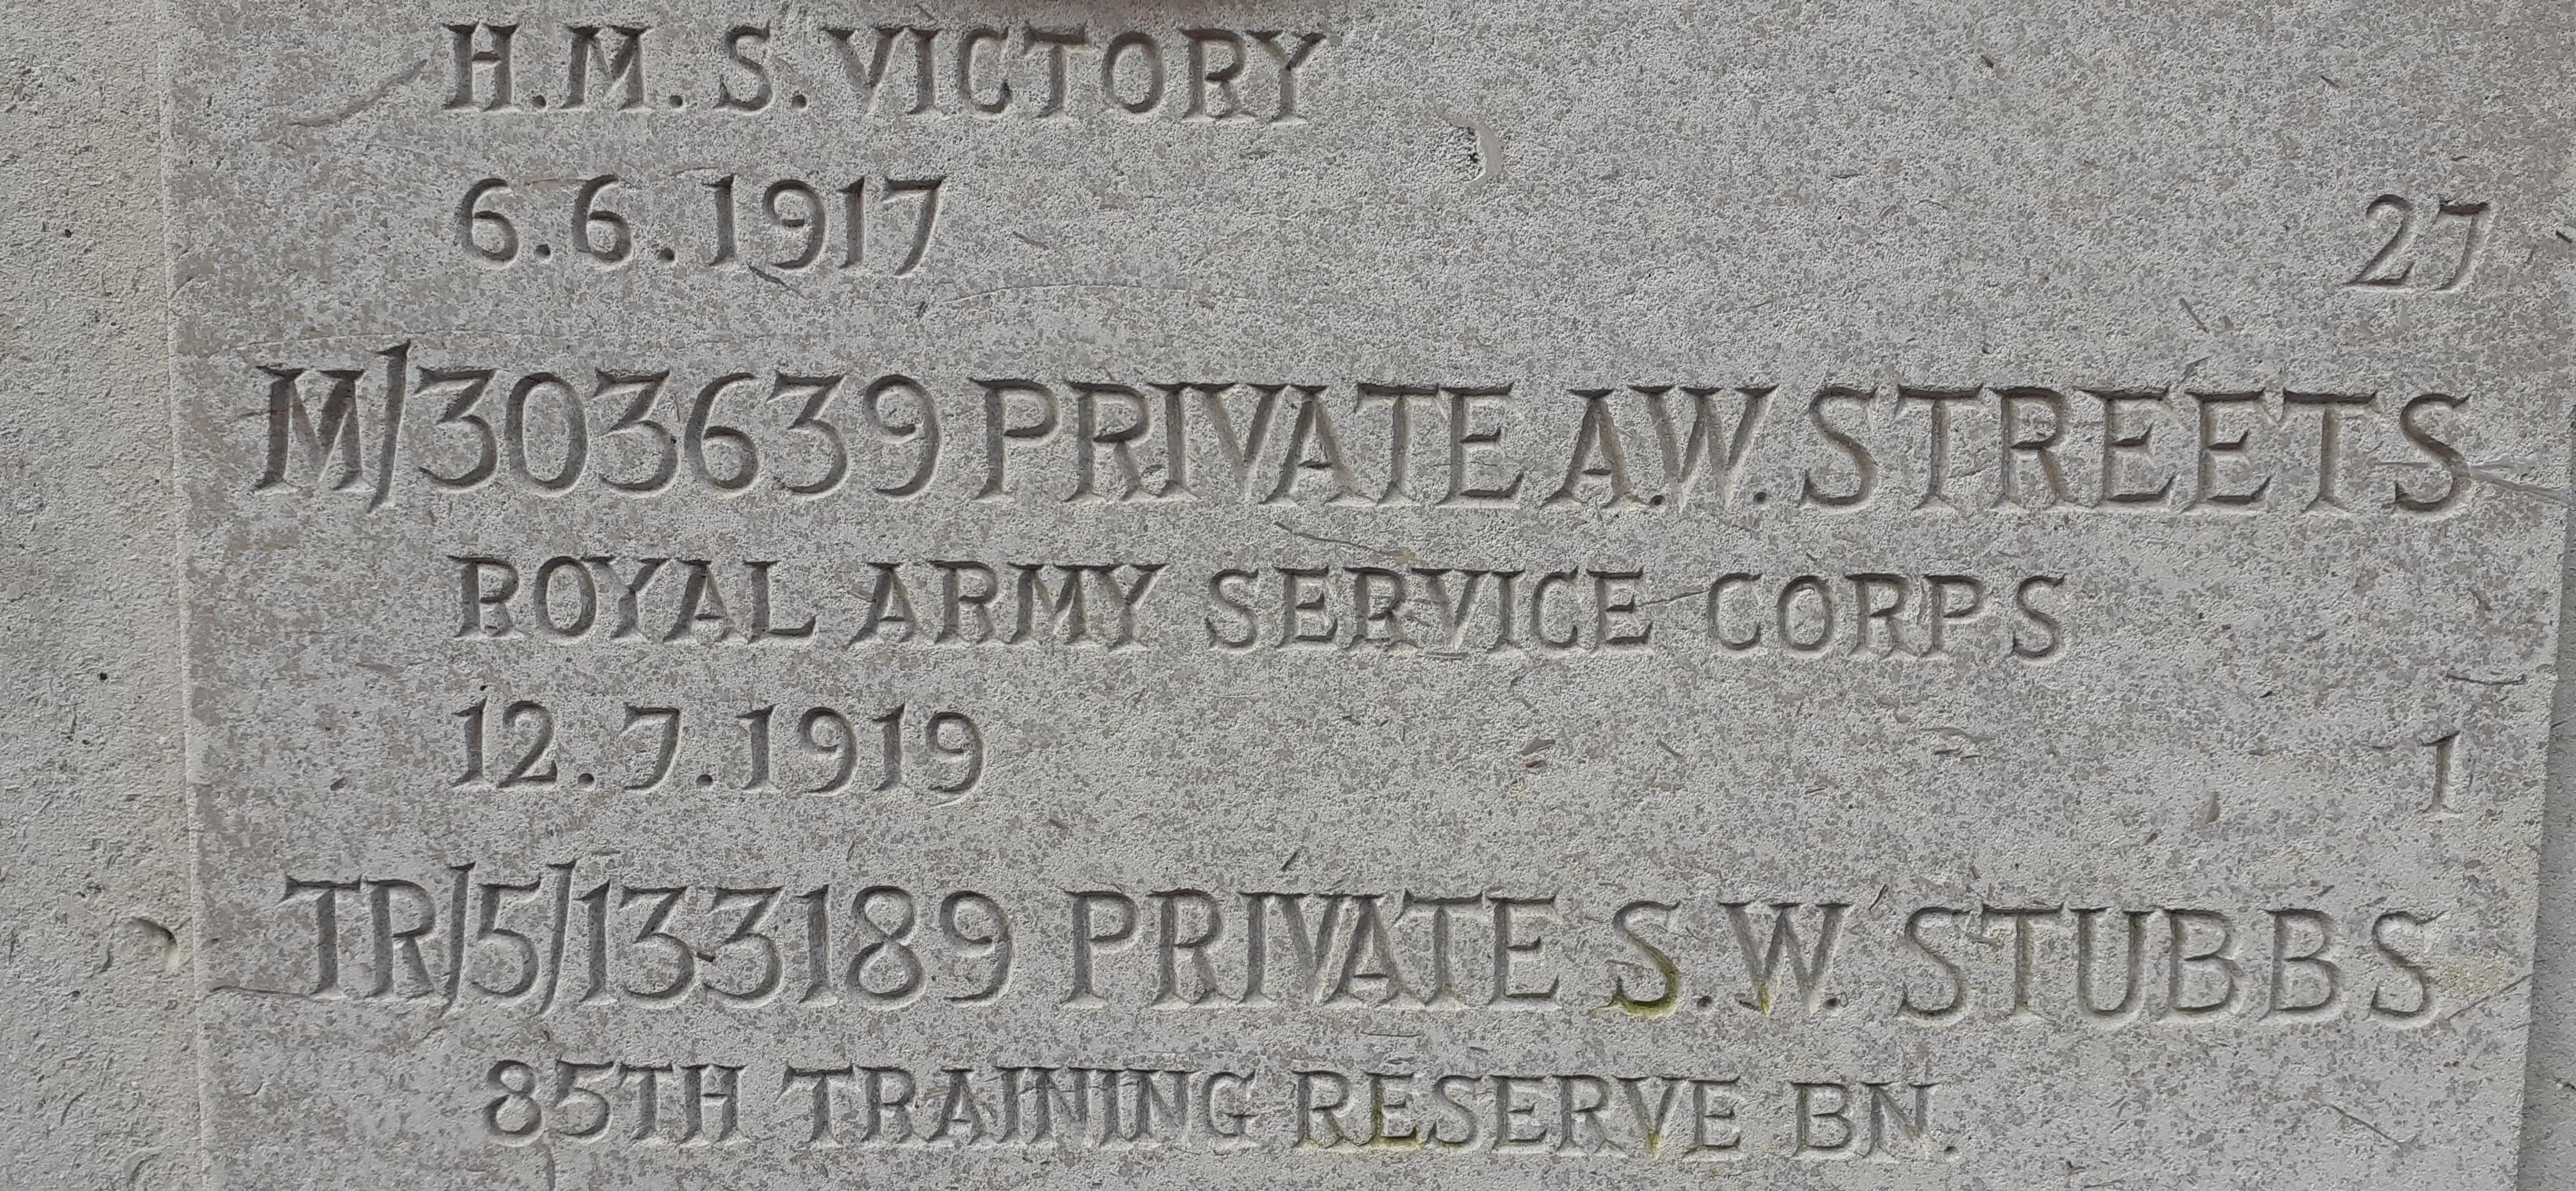 H.M.S. VICTORY
6.6.1917 27
M/303639 PRIVATE A.W. STREETS
ROYAL ARMY SERVICE CORPS
12.7.1919 1
TR/5/133189 PRIVATE S.W. STUBBS
85TH TRAINING RESERVE BN.